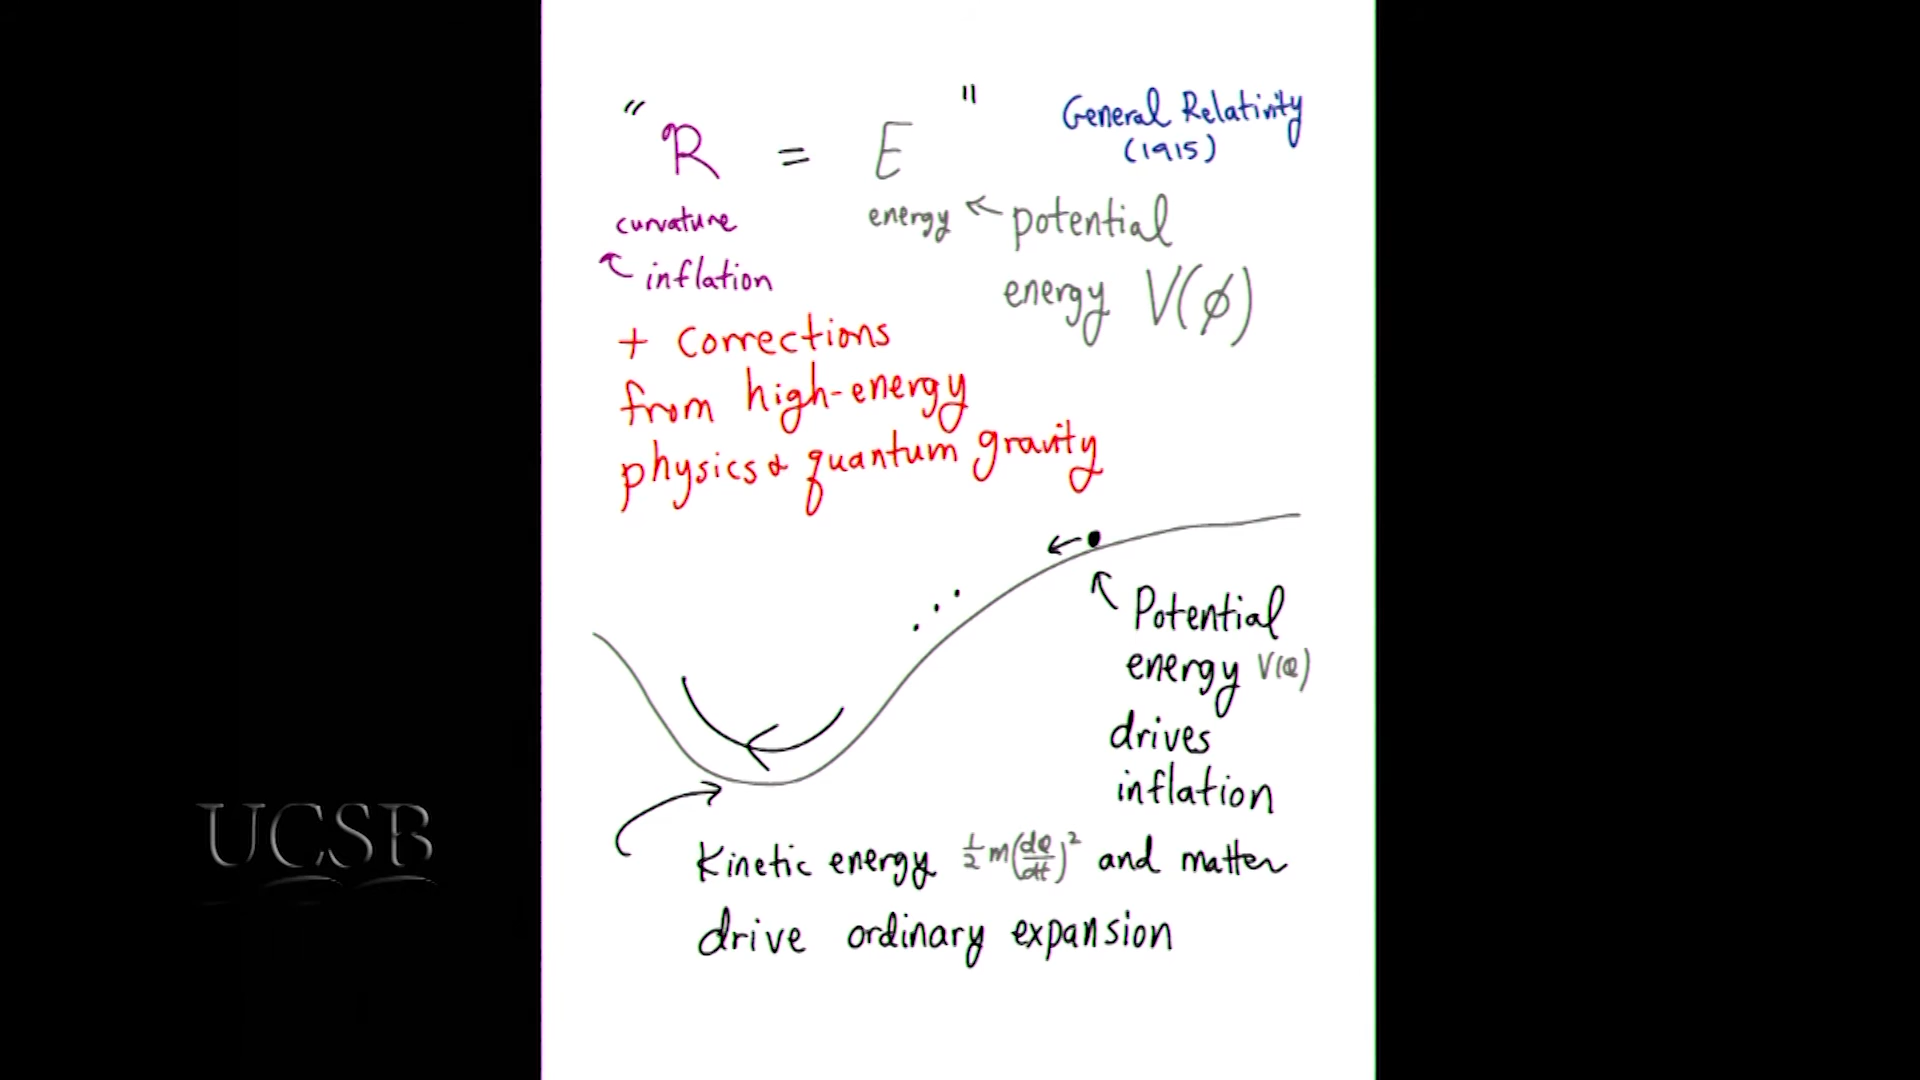 "R = E"
General Relativity
(1915)
curvature
energy ← potential
energy V(ϕ)
↖ inflation
+ corrections
from high-energy
physics & quantum gravity
Potential
energy V(φ)
drives
inflation
Kinetic energy ½ m(dφ/dt)² and matter
drive ordinary expansion
UCSB